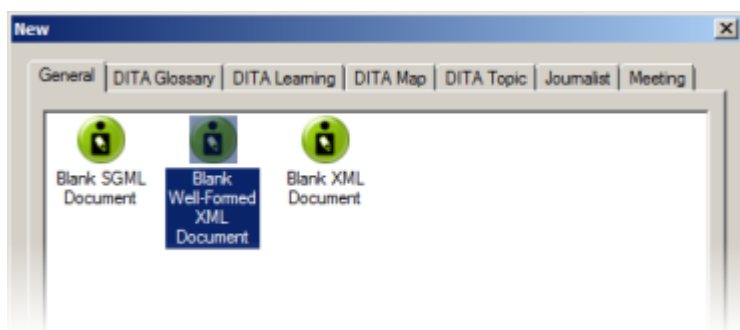 New
General DITA Glossary DITA Learning DITA Map DITA Topic Journalist Meeting
Blank SGML Document
Blank Well-Formed XML Document
Blank XML Document